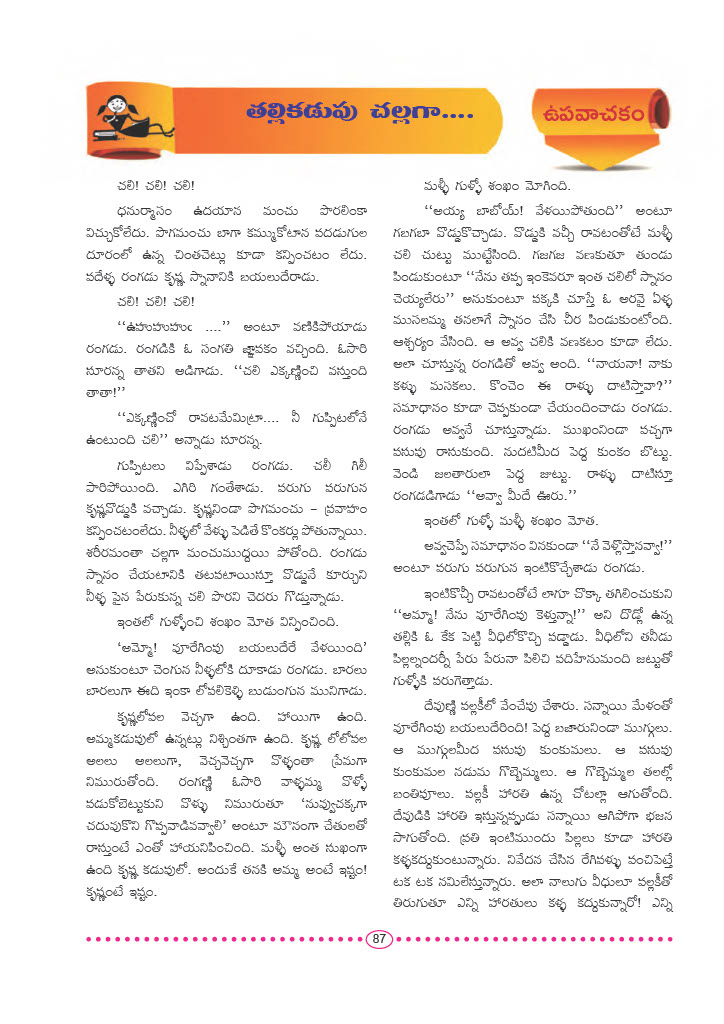 తల్లికడుపు చల్లగా....
ఉపవాచకం
చలి! చలి! చలి!
ధనుర్మాసం ఉదయాన మంచు పొరలింకా
విచ్చుకోలేదు. పొగమంచు బాగా కమ్ముకోటాన పదడుగుల
దూరంలో ఉన్న చింతచెట్లు కూడా కన్పించటం లేదు.
పదేళ్ళ రంగడు కృష్ణ స్నానానికి బయలుదేరాడు.
చలి! చలి! చలి!
“ఉహుహుహుఁ ....” అంటూ వణికిపోయాడు
రంగడు. రంగడికి ఓ సంగతి జ్ఞాపకం వచ్చింది. ఓసారి
సూరన్న తాతని అడిగాడు. “చలి ఎక్కణ్ణించి వస్తుంది
తాతా!”
“ఎక్కణ్ణించో రావటమేమిట్రా.... నీ గుప్పిటలోనే
ఉంటుంది చలి” అన్నాడు సూరన్న.
గుప్పిటలు విప్పేశాడు రంగడు. చలీ గిలీ
పారిపోయింది. ఎగిరి గంతేశాడు. పరుగు పరుగున
కృష్ణవొడ్డుకి వచ్చాడు. కృష్ణనిండా పొగమంచు – ప్రవాహం
కన్పించటంలేదు. నీళ్ళలో వేళ్ళు పెడితే కొంకర్లు పోతున్నాయి.
శరీరమంతా చల్లగా మంచుముద్దయి పోతోంది. రంగడు
స్నానం చేయటానికి తటపటాయిస్తూ వొడ్డునే కూర్చుని
నీళ్ళ పైన పేరుకున్న చలి పొరని చెదరు గొడ్తున్నాడు.
ఇంతలో గుళ్ళోంచి శంఖం మోత విన్పించింది.
‘అమ్మో! పూరేగింపు బయలుదేరే వేళయింది’
అనుకుంటూ చెంగున నీళ్ళలోకి దూకాడు రంగడు. బారలు
బారలుగా ఈది ఇంకా లోపలికెళ్ళి బుడుంగున మునిగాడు.
కృష్ణలోపల వెచ్చగా ఉంది. హాయిగా ఉంది.
అమ్మకడుపులో ఉన్నట్లు నిశ్చింతగా ఉంది. కృష్ణ లోలోపల
అలలు అలలుగా, వెచ్చవెచ్చగా వొళ్ళంతా ప్రేమగా
నిమురుతోంది. రంగణ్ణి ఓసారి వాళ్ళమ్మ వొళ్ళో
పడుకోబెట్టుకుని వొళ్ళు నిమురుతూ ‘నువ్వుచక్కగా
చదువుకొని గొప్పవాడివవ్వాలి’ అంటూ మౌనంగా చేతులతో
రాస్తుంటే ఎంతో హాయనిపించింది. మళ్ళీ అంత సుఖంగా
ఉంది కృష్ణ కడుపులో. అందుకే తనకి అమ్మ అంటే ఇష్టం!
కృష్ణంటే ఇష్టం.
మళ్ళీ గుళ్ళో శంఖం మోగింది.
“అయ్య బాబోయ్! వేళయిపోతుంది” అంటూ
గబగబా వొడ్డుకొచ్చాడు. వొడ్డుకి వచ్చీ రావటంతోటే మళ్ళీ
చలి చుట్టు ముట్టేసింది. గజగజ వణకుతూ తుండు
పిండుకుంటూ “నేను తప్ప ఇంకెవరూ ఇంత చలిలో స్నానం
చెయ్యలేరు” అనుకుంటూ పక్కకి చూస్తే ఓ అరవై ఏళ్ళ
ముసలమ్మ తనలాగే స్నానం చేసి చీర పిండుకుంటోంది.
ఆశ్చర్యం వేసింది. ఆ అవ్వ చలికి వణకటం కూడా లేదు.
అలా చూస్తున్న రంగడితో అవ్వ అంది. “నాయనా! నాకు
కళ్ళు మసకలు. కొంచెం ఈ రాళ్ళు దాటిస్తావా?”
సమాధానం కూడా చెప్పకుండా చేయందించాడు రంగడు.
రంగడు అవ్వనే చూస్తున్నాడు. ముఖంనిండా పచ్చగా
పసుపు రాసుకుంది. నుదటిమీద పెద్ద కుంకం బొట్టు.
వెండి జలతారులా పెద్ద జుట్టు. రాళ్ళు దాటిస్తూ
రంగడడిగాడు “అవ్వా మీదే ఊరు.”
ఇంతలో గుళ్ళో మళ్ళీ శంఖం మోత.
అవ్వచెప్పే సమాధానం వినకుండా “నే వెళ్లొస్తానవ్వా!”
అంటూ పరుగు పరుగున ఇంటికొచ్చేశాడు రంగడు.
ఇంటికొచ్చీ రావటంతోటే లాగూ చొక్కా తగిలించుకుని
“అమ్మా! నేను పూరేగింపు కెళ్తున్నా!” అని దొడ్లో ఉన్న
తల్లికి ఓ కేక పెట్టి వీధిలోకొచ్చి పడ్డాడు. వీధిలోని తనీడు
పిల్లల్నందర్నీ పేరు పేరునా పిలిచి పదిహేనుమంది జట్టుతో
గుళ్ళోకి పరుగెత్తాడు.
దేవుణ్ణి పల్లకీలో వేంచేపు చేశారు. సన్నాయి మేళంతో
పూరేగింపు బయలుదేరింది! పెద్ద బజారునిండా ముగ్గులు.
ఆ ముగ్గులమీద పసుపు కుంకుమలు. ఆ పసుపు
కుంకుమల నడుమ గొబ్బెమ్మలు. ఆ గొబ్బెమ్మల తలల్లో
బంతిపూలు. పల్లకీ హారతి ఉన్న చోటల్లా ఆగుతోంది.
దేవుడికి హారతి ఇస్తున్నప్పుడు సన్నాయి ఆగిపోగా భజన
సాగుతోంది. ప్రతి ఇంటిముందు పిల్లలు కూడా హారతి
కళ్ళకద్దుకుంటున్నారు. నివేదన చేసిన రేగిపళ్ళు పంచిపెట్టే
టక టక నమిలేస్తున్నారు. అలా నాలుగు వీధులూ పల్లకీతో
తిరుగుతూ ఎన్ని హారతులు కళ్ళ కద్దుకున్నారో! ఎన్ని
87